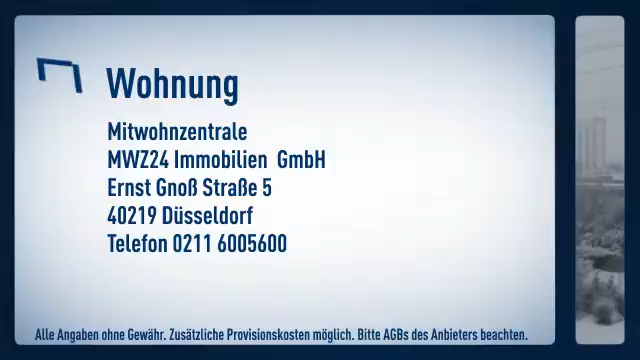 Wohnung
Mitwohnzentrale
MWZ24 Immobilien GmbH
Ernst Gnoß Straße 5
40219 Düsseldorf
Telefon 0211 6005600
Alle Angaben ohne Gewähr. Zusätzliche Provisionskosten möglich. Bitte AGBs des Anbieters beachten.